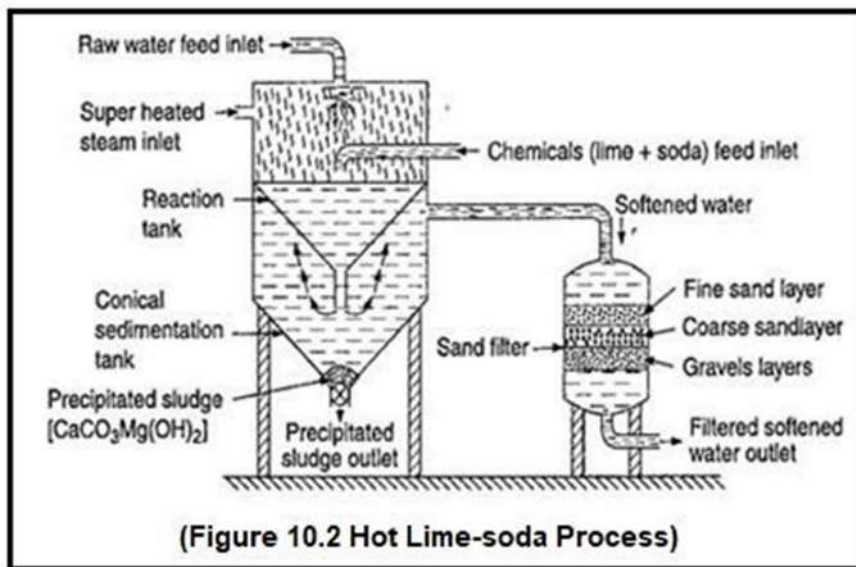 Raw water feed inlet
Super heated
steam inlet
Chemicals (lime + soda) feed inlet
Reaction
tank
Softened water
Conical
sedimentation
tank
Fine sand layer
Coarse sandlayer
Sand filter
Gravels layers
Precipitated sludge
[CaCO₃Mg(OH)₂]
Precipitated
sludge outlet
Filtered softened
water outlet
(Figure 10.2 Hot Lime-soda Process)